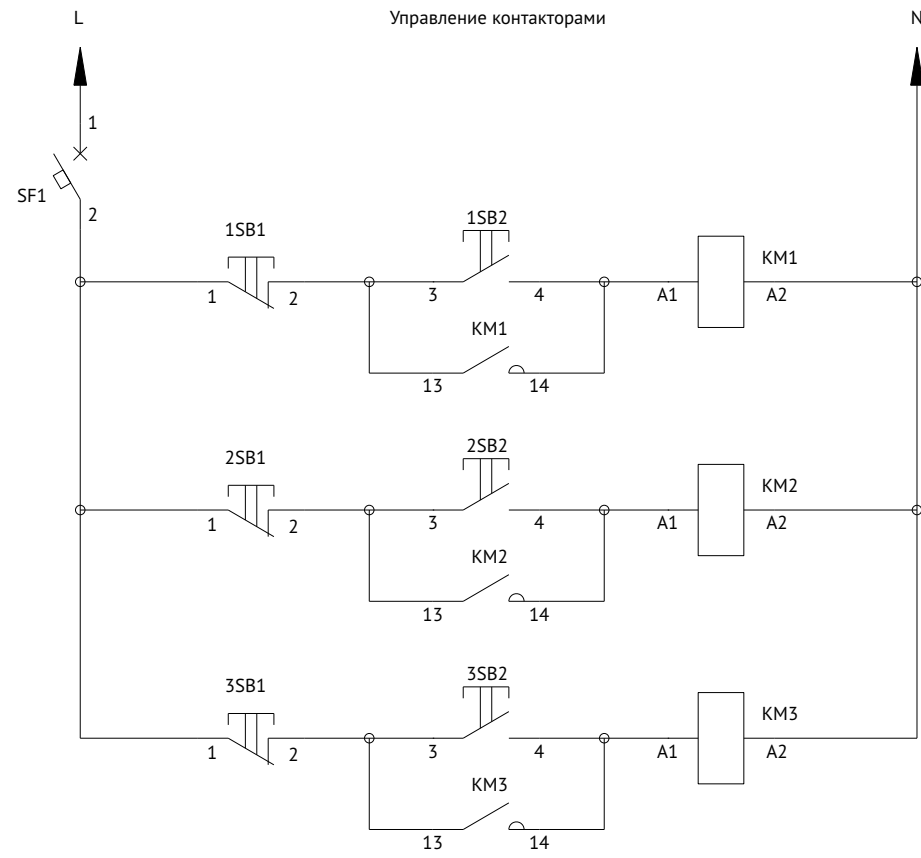 L Управление контакторами N
1
SF1
2
1SB1 1SB2 KM1
1 2 3 4 A1 A2
KM1
13 14
2SB1 2SB2 KM2
1 2 3 4 A1 A2
KM2
13 14
3SB1 3SB2 KM3
1 2 3 4 A1 A2
KM3
13 14